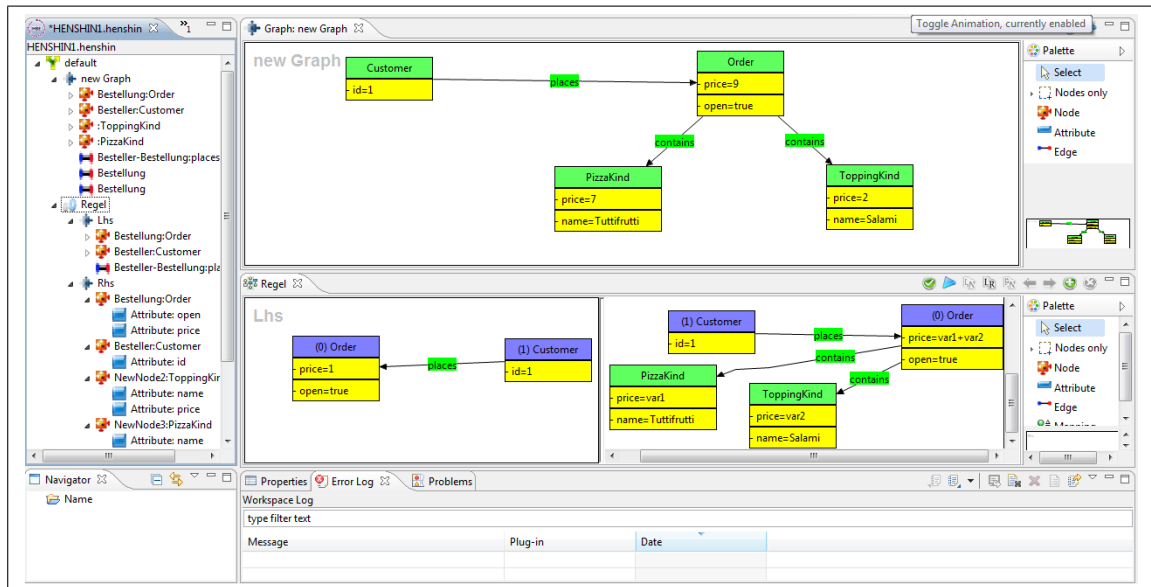 *HENSHIN1.henshin
1
Graph: new Graph
Toggle Animation, currently enabled
HENSHIN1.henshin
default
new Graph
Bestellung:Order
Besteller:Customer
:ToppingKind
:PizzaKind
Besteller-Bestellung:places
Bestellung
Bestellung
Regel
Lhs
Bestellung:Order
Besteller:Customer
Besteller-Bestellung:pla
Rhs
Bestellung:Order
Attribute: open
Attribute: price
Besteller:Customer
Attribute: id
NewNode2:ToppingKir
Attribute: name
Attribute: price
NewNode3:PizzaKind
Attribute: name
new Graph
Customer
- id=1
places
Order
- price=9
- open=true
contains
contains
PizzaKind
- price=7
- name=Tuttifrutti
ToppingKind
- price=2
- name=Salami
Palette
Select
Nodes only
Node
Attribute
Edge
Regel
Lhs
(0) Order
- price=1
- open=true
places
(1) Customer
- id=1
(1) Customer
- id=1
places
(0) Order
- price=var1+var2
- open=true
contains
contains
PizzaKind
- price=var1
- name=Tuttifrutti
ToppingKind
- price=var2
- name=Salami
Palette
Select
Nodes only
Node
Attribute
Edge
Navigator
Name
Properties
Error Log
Problems
Workspace Log
type filter text
Message
Plug-in
Date